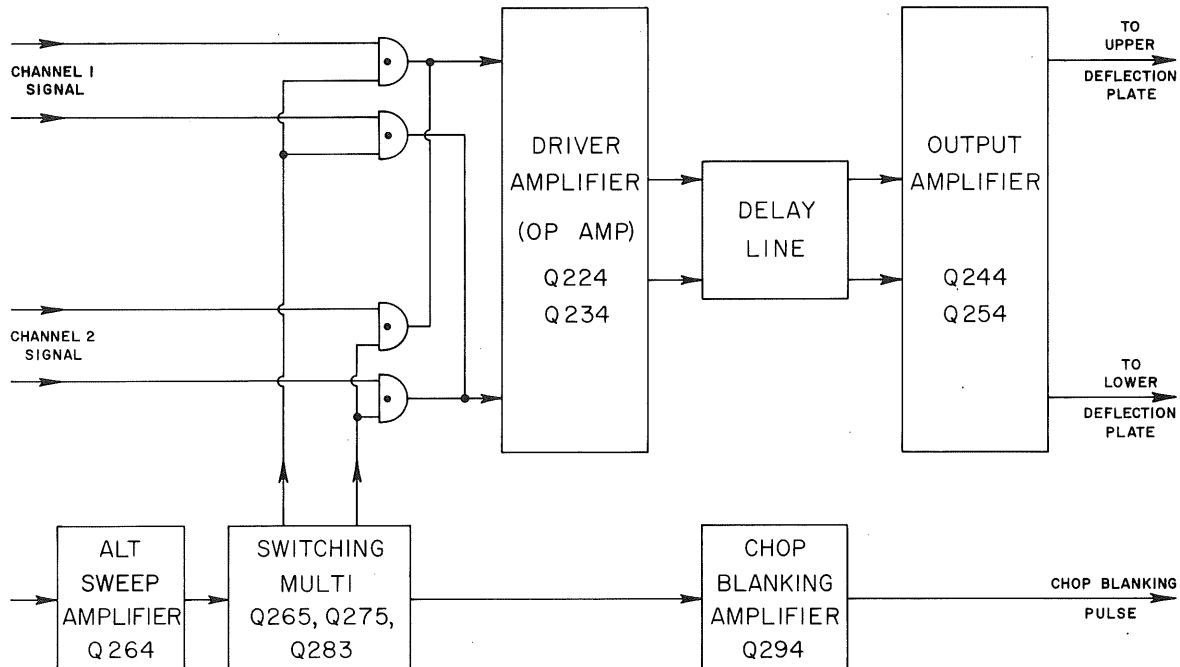 CHANNEL 1
SIGNAL
CHANNEL 2
SIGNAL
DRIVER
AMPLIFIER
(OP AMP)
Q224
Q234
DELAY
LINE
OUTPUT
AMPLIFIER
Q244
Q254
TO
UPPER
DEFLECTION
PLATE
TO
LOWER
DEFLECTION
PLATE
ALT
SWEEP
AMPLIFIER
Q264
SWITCHING
MULTI
Q265, Q275,
Q283
CHOP
BLANKING
AMPLIFIER
Q294
CHOP BLANKING
PULSE